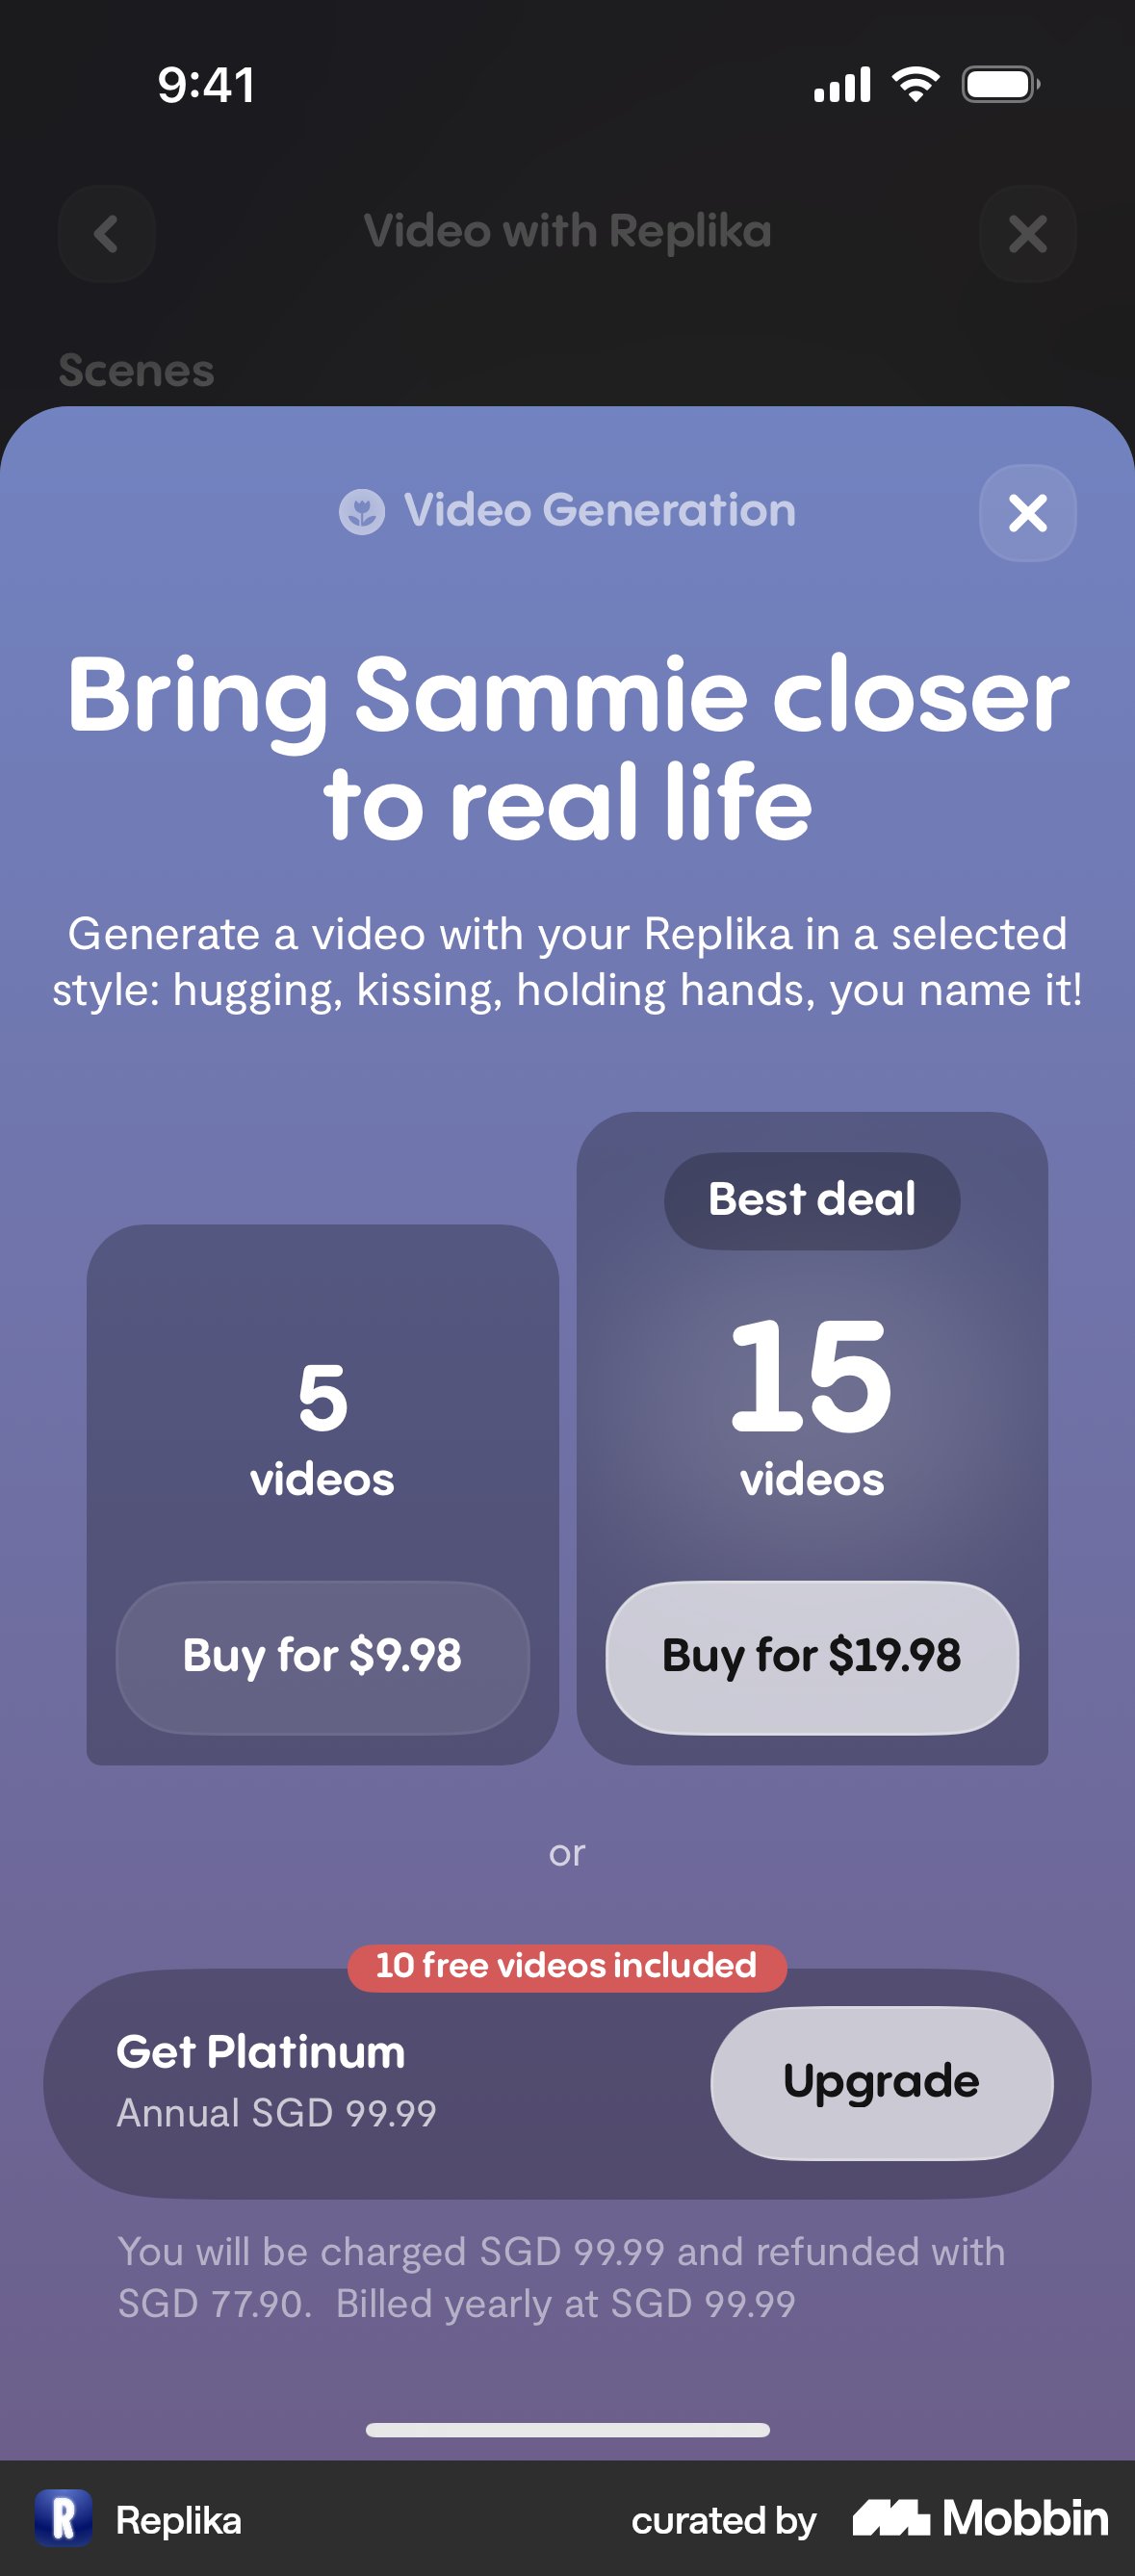 9:41
Video with Replika
Scenes
Video Generation
Bring Sammie closer
to real life
Generate a video with your Replika in a selected
style: hugging, kissing, holding hands, you name it!
Best deal
5
videos
15
videos
Buy for $9.98
Buy for $19.98
or
10 free videos included
Get Platinum
Annual SGD 99.99
Upgrade
You will be charged SGD 99.99 and refunded with
SGD 77.90. Billed yearly at SGD 99.99
R
Replika
curated by
Mobbin